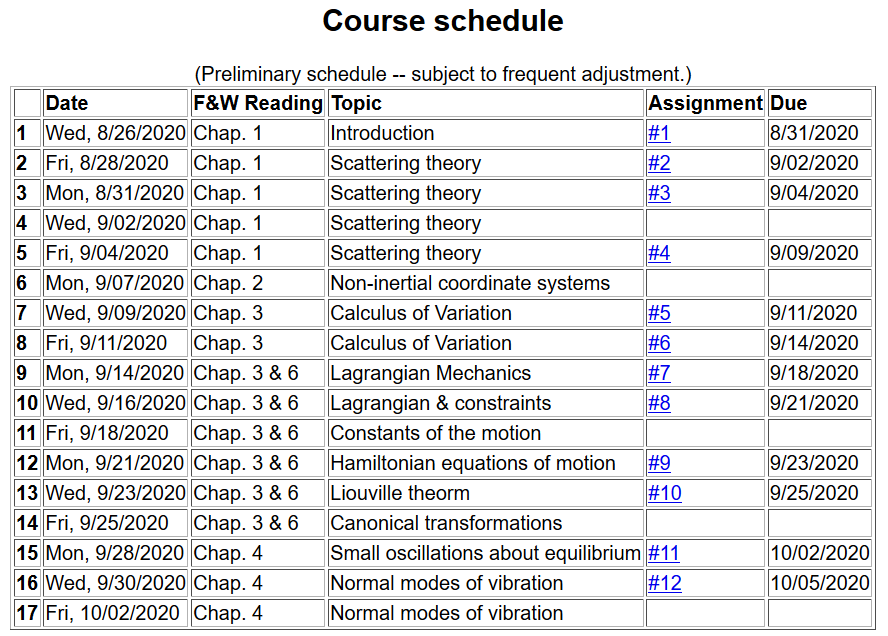 Course schedule
(Preliminary schedule -- subject to frequent adjustment.)
Date F&W Reading Topic Assignment Due
1 Wed, 8/26/2020 Chap. 1 Introduction #1 8/31/2020
2 Fri, 8/28/2020 Chap. 1 Scattering theory #2 9/02/2020
3 Mon, 8/31/2020 Chap. 1 Scattering theory #3 9/04/2020
4 Wed, 9/02/2020 Chap. 1 Scattering theory
5 Fri, 9/04/2020 Chap. 1 Scattering theory #4 9/09/2020
6 Mon, 9/07/2020 Chap. 2 Non-inertial coordinate systems
7 Wed, 9/09/2020 Chap. 3 Calculus of Variation #5 9/11/2020
8 Fri, 9/11/2020 Chap. 3 Calculus of Variation #6 9/14/2020
9 Mon, 9/14/2020 Chap. 3 & 6 Lagrangian Mechanics #7 9/18/2020
10 Wed, 9/16/2020 Chap. 3 & 6 Lagrangian & constraints #8 9/21/2020
11 Fri, 9/18/2020 Chap. 3 & 6 Constants of the motion
12 Mon, 9/21/2020 Chap. 3 & 6 Hamiltonian equations of motion #9 9/23/2020
13 Wed, 9/23/2020 Chap. 3 & 6 Liouville theorm #10 9/25/2020
14 Fri, 9/25/2020 Chap. 3 & 6 Canonical transformations
15 Mon, 9/28/2020 Chap. 4 Small oscillations about equilibrium #11 10/02/2020
16 Wed, 9/30/2020 Chap. 4 Normal modes of vibration #12 10/05/2020
17 Fri, 10/02/2020 Chap. 4 Normal modes of vibration